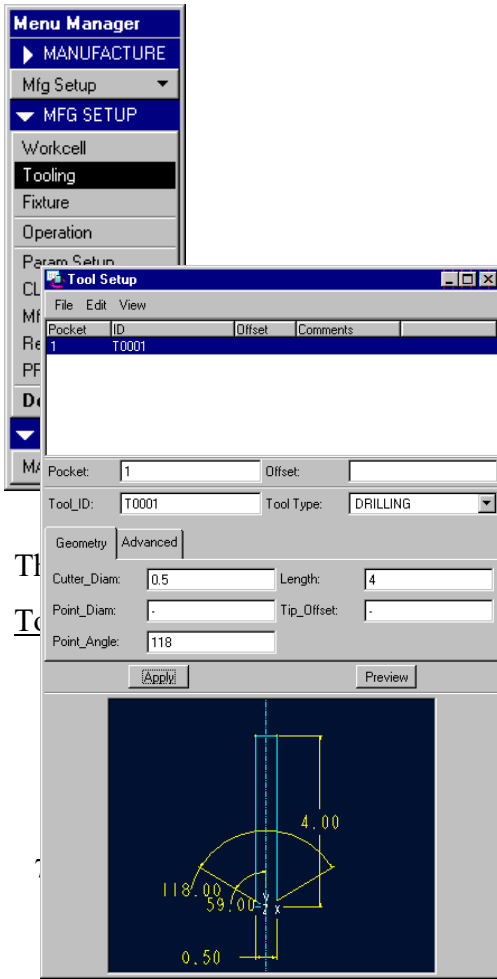 Menu Manager
MANUFACTURE
Mfg Setup
MFG SETUP
Workcell
Tooling
Fixture
Operation
Param Setup
CL
Mf
Re
PF
MA
Tool Setup
File Edit View
Pocket ID Offset Comments
1 T0001
Pocket: 1 Offset:
Tool_ID: T0001 Tool Type: DRILLING
Geometry Advanced
Cutter_Diam: 0.5 Length: 4
Point_Diam: - Tip_Offset: -
Point_Angle: 118
Apply Preview
4.00
118.00
59.00
Y
Z X
0.50
Th
To